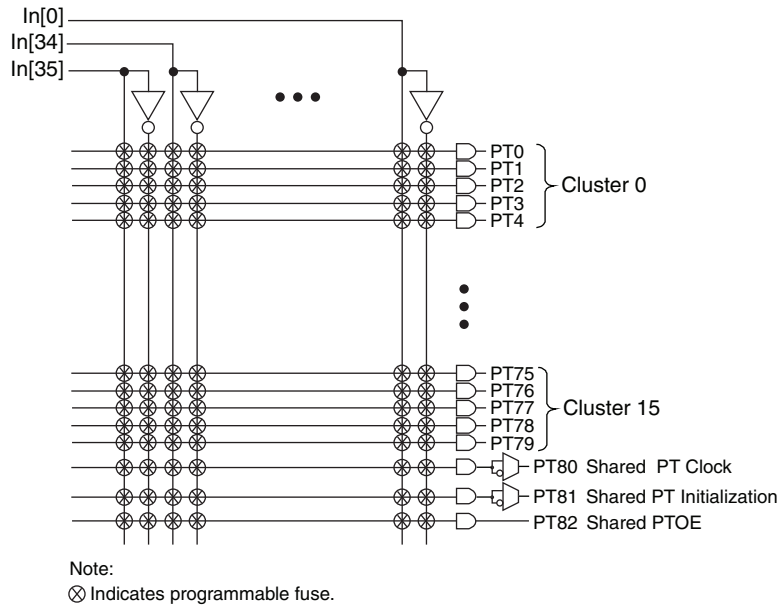 In[0]
In[34]
In[35]
PT0
PT1
PT2
PT3
PT4
Cluster 0
PT75
PT76
PT77
PT78
PT79
Cluster 15
PT80 Shared PT Clock
PT81 Shared PT Initialization
PT82 Shared PTOE
Note:
Indicates programmable fuse.